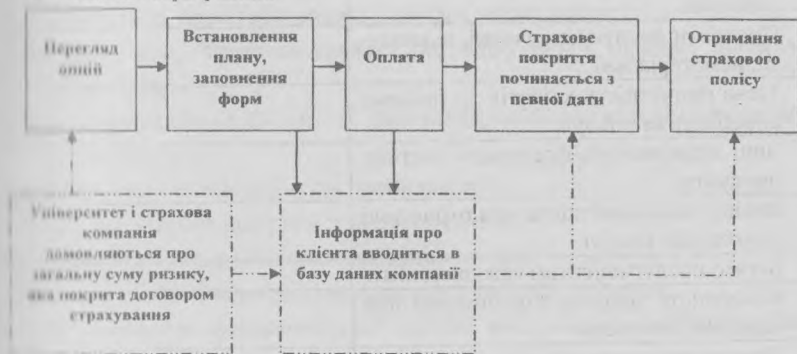 Перегляд
опцій
Встановлення
плану,
заповнення
форм
Оплата
Страхове
покриття
починається з
певної дати
Отримання
страхового
полісу
Університет і страхова
компанія
домовляються про
загальну суму ризику,
яка покрита договором
страхування
Інформація про
клієнта вводиться в
базу даних компанії